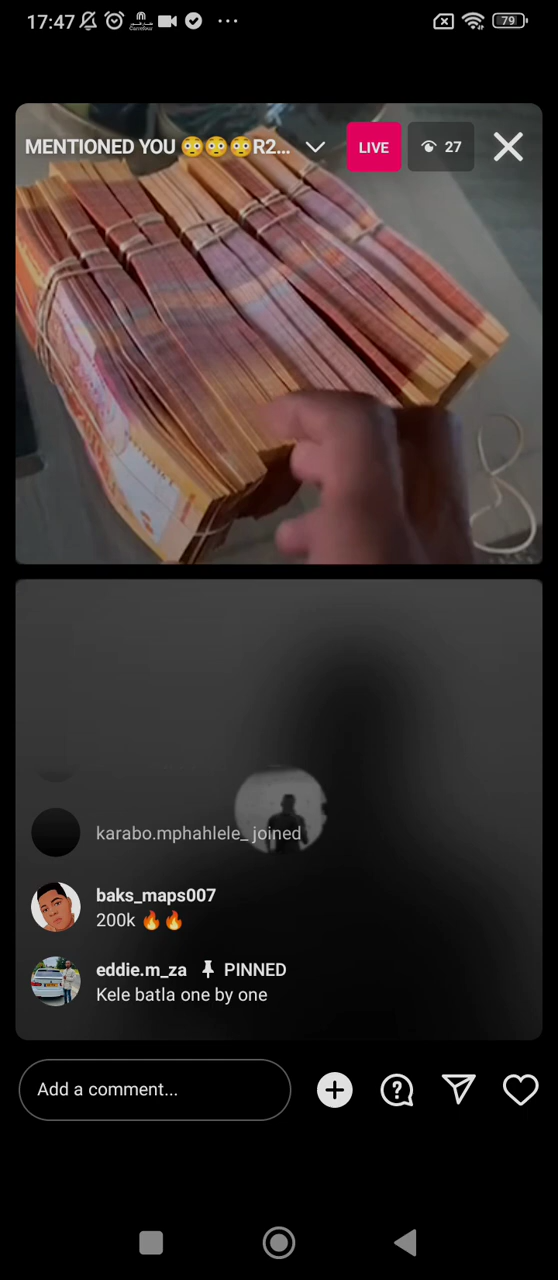 17:47
79
MENTIONED YOU 😳😳😳R2...
LIVE
27
karabo.mphahlele_ joined
baks_maps007
200k 🔥🔥
eddie.m_za PINNED
Kele batla one by one
Add a comment...